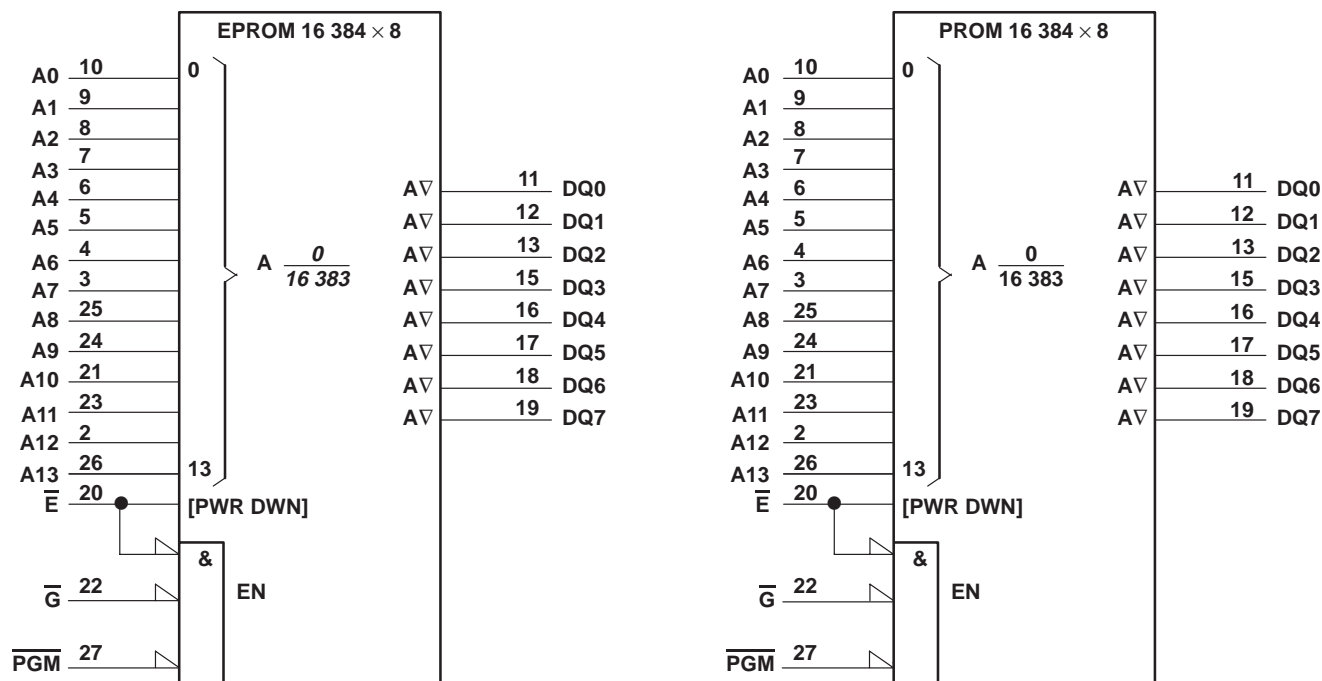 EPROM 16 384 × 8
A0 10 0
A1 9
A2 8
A3 7
A4 6
A5 5
A6 4
A7 3
A8 25
A9 24
A10 21
A11 23
A12 2
A13 26 13
E̅ 20 [PWR DWN]
&
G̅ 22 EN
P̅G̅M̅ 27
A 0
16 383
A∇ 11 DQ0
A∇ 12 DQ1
A∇ 13 DQ2
A∇ 15 DQ3
A∇ 16 DQ4
A∇ 17 DQ5
A∇ 18 DQ6
A∇ 19 DQ7
PROM 16 384 × 8
A0 10 0
A1 9
A2 8
A3 7
A4 6
A5 5
A6 4
A7 3
A8 25
A9 24
A10 21
A11 23
A12 2
A13 26 13
E̅ 20 [PWR DWN]
&
G̅ 22 EN
P̅G̅M̅ 27
A 0
16 383
A∇ 11 DQ0
A∇ 12 DQ1
A∇ 13 DQ2
A∇ 15 DQ3
A∇ 16 DQ4
A∇ 17 DQ5
A∇ 18 DQ6
A∇ 19 DQ7